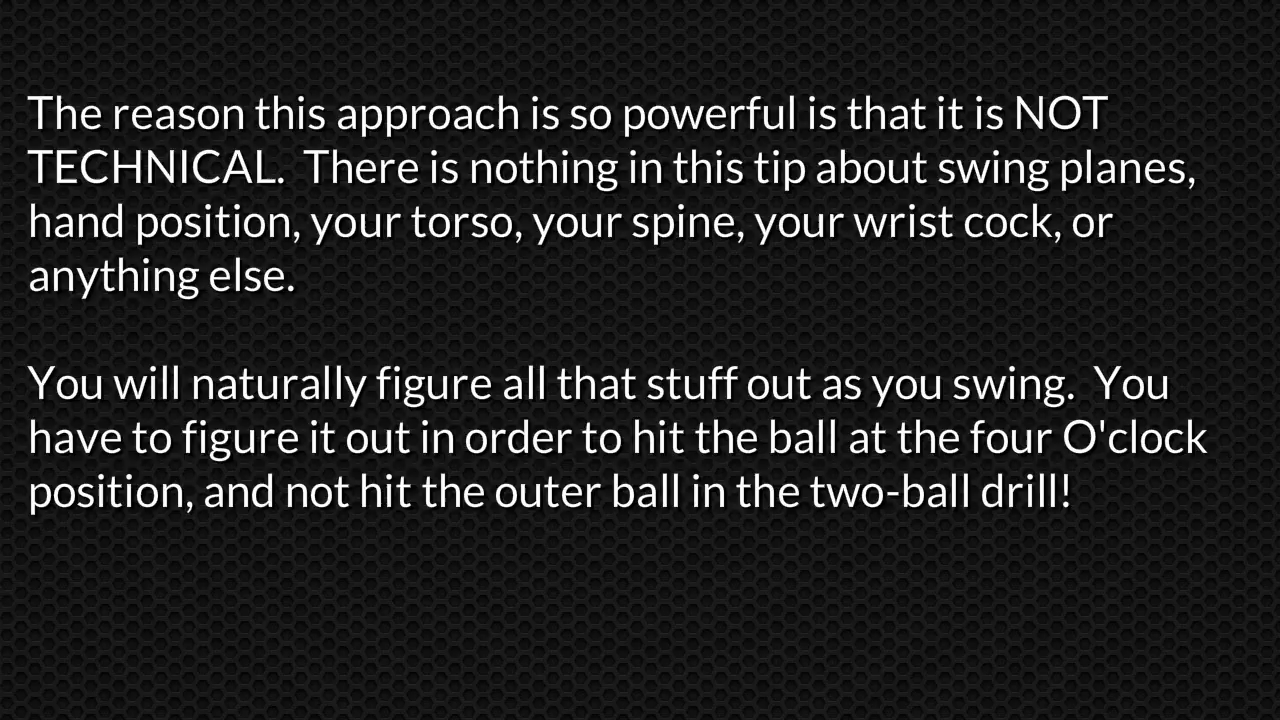 The reason this approach is so powerful is that it is NOT
TECHNICAL.  There is nothing in this tip about swing planes,
hand position, your torso, your spine, your wrist cock, or
anything else.
You will naturally figure all that stuff out as you swing.  You
have to figure it out in order to hit the ball at the four O'clock
position, and not hit the outer ball in the two-ball drill!